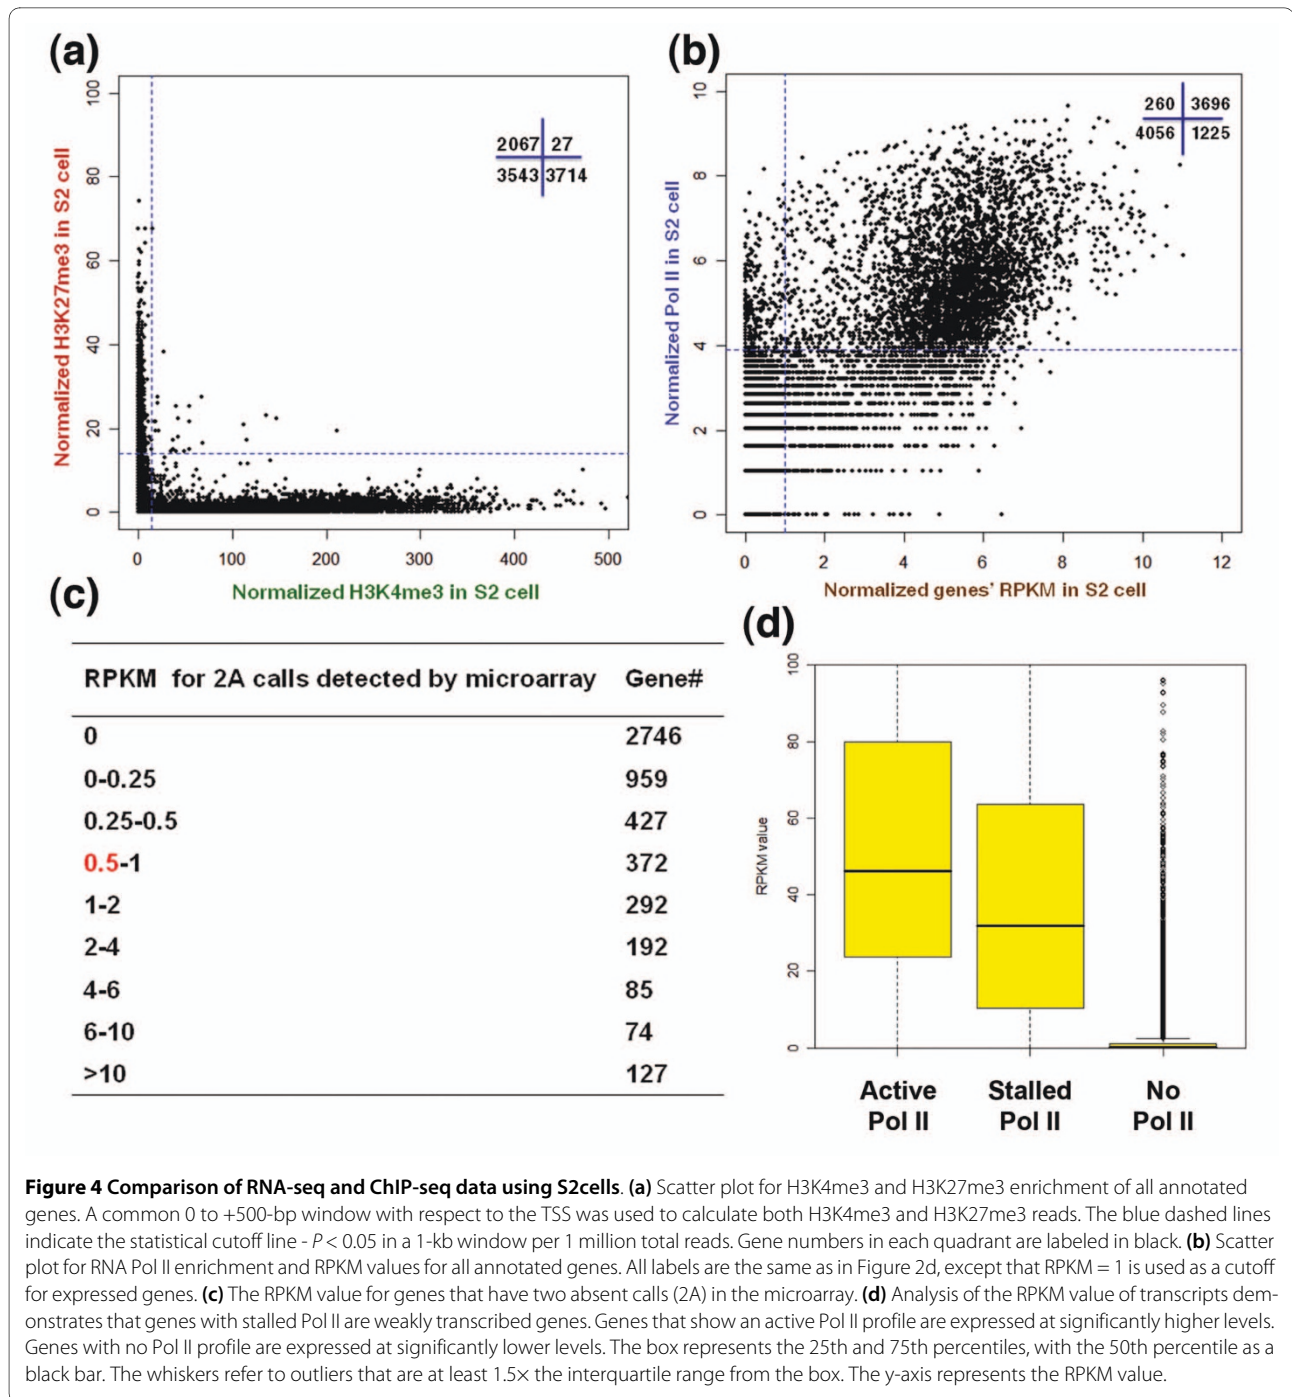 (a)
Normalized H3K27me3 in S2 cell
100
80
60
40
20
0
2067 27
3543 3714
0 100 200 300 400 500
Normalized H3K4me3 in S2 cell
(b)
Normalized Pol II in S2 cell
10
8
6
4
2
0
260 3696
4056 1225
0 2 4 6 8 10 12
Normalized genes' RPKM in S2 cell
(c)
RPKM for 2A calls detected by microarray Gene#
0 2746
0-0.25 959
0.25-0.5 427
0.5-1 372
1-2 292
2-4 192
4-6 85
6-10 74
>10 127
(d)
RPKM value
100
80
60
40
20
0
Active Stalled No
Pol II Pol II Pol II
Figure 4 Comparison of RNA-seq and ChIP-seq data using S2cells. (a) Scatter plot for H3K4me3 and H3K27me3 enrichment of all annotated
genes. A common 0 to +500-bp window with respect to the TSS was used to calculate both H3K4me3 and H3K27me3 reads. The blue dashed lines
indicate the statistical cutoff line - P < 0.05 in a 1-kb window per 1 million total reads. Gene numbers in each quadrant are labeled in black. (b) Scatter
plot for RNA Pol II enrichment and RPKM values for all annotated genes. All labels are the same as in Figure 2d, except that RPKM = 1 is used as a cutoff
for expressed genes. (c) The RPKM value for genes that have two absent calls (2A) in the microarray. (d) Analysis of the RPKM value of transcripts dem-
onstrates that genes with stalled Pol II are weakly transcribed genes. Genes that show an active Pol II profile are expressed at significantly higher levels.
Genes with no Pol II profile are expressed at significantly lower levels. The box represents the 25th and 75th percentiles, with the 50th percentile as a
black bar. The whiskers refer to outliers that are at least 1.5× the interquartile range from the box. The y-axis represents the RPKM value.